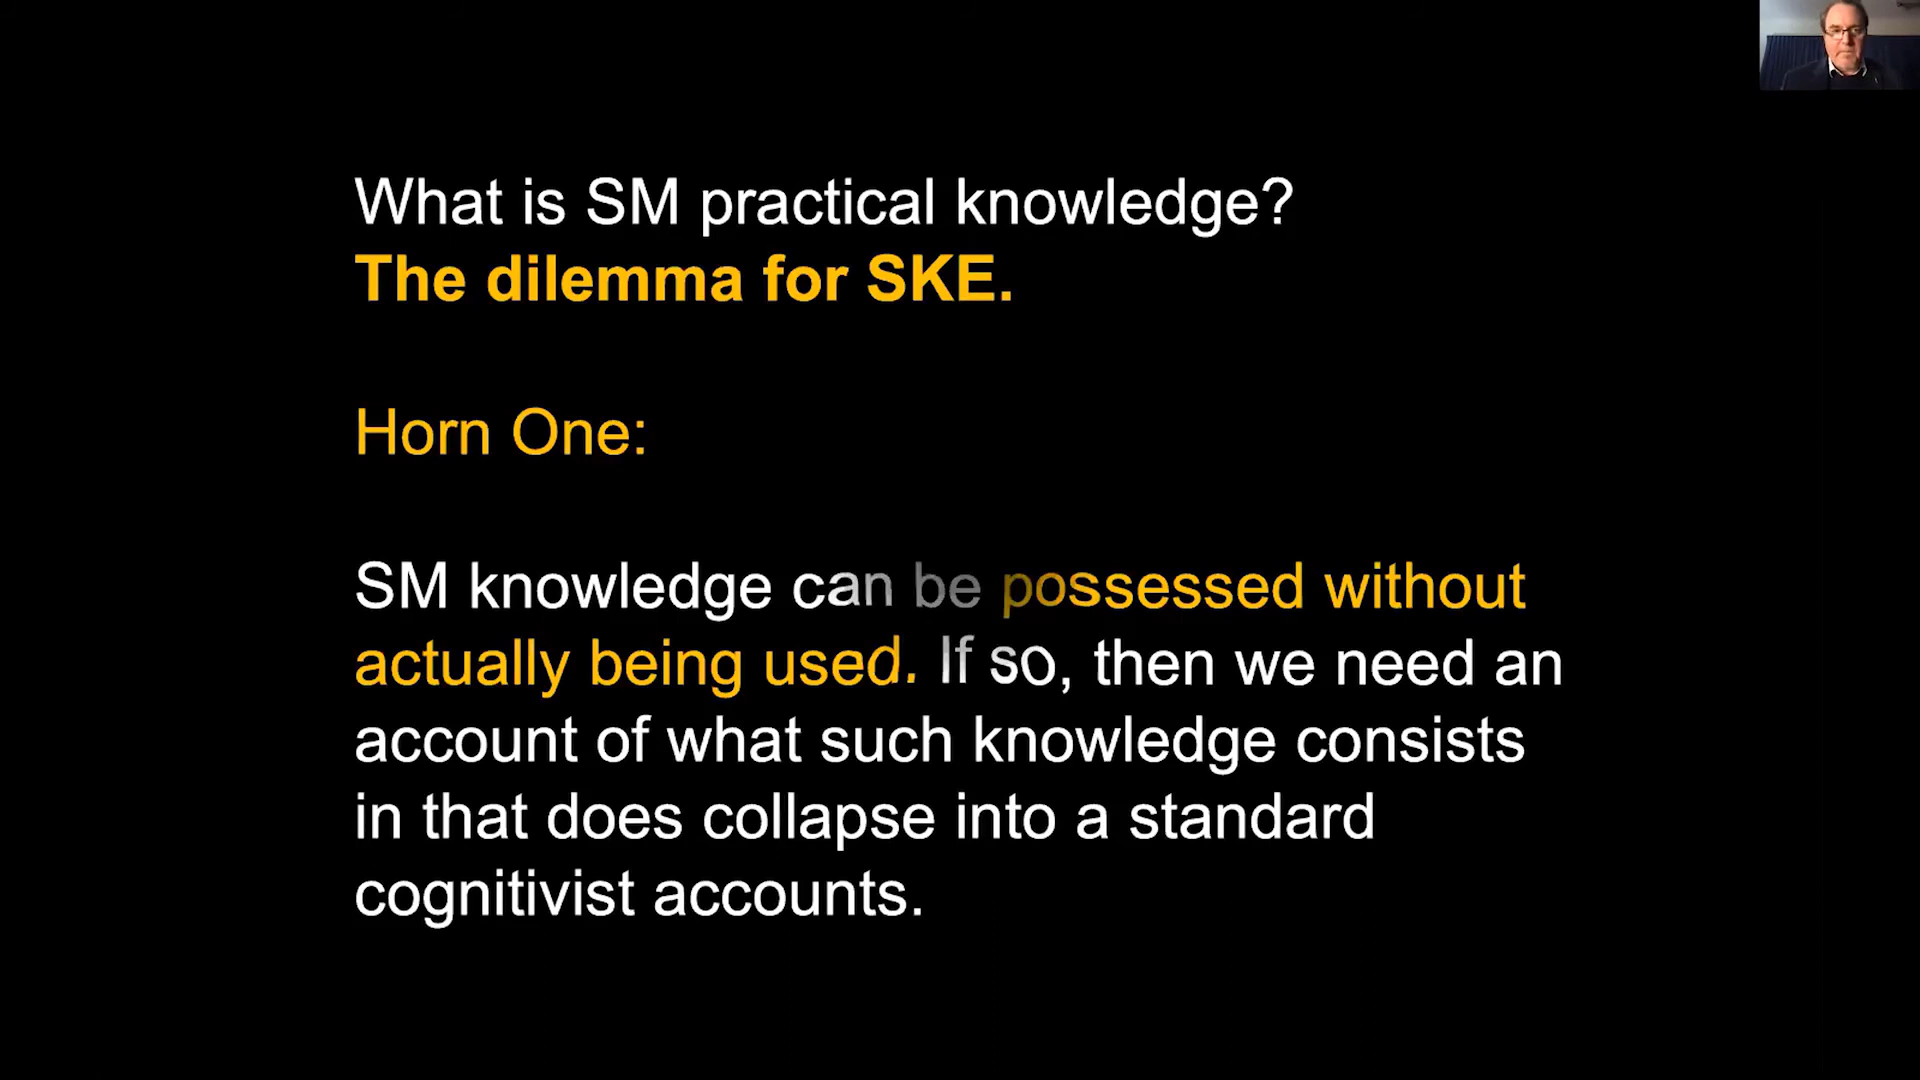 What is SM practical knowledge?
The dilemma for SKE.
Horn One:
SM knowledge can be possessed without
actually being used. If so, then we need an
account of what such knowledge consists
in that does collapse into a standard
cognitivist accounts.